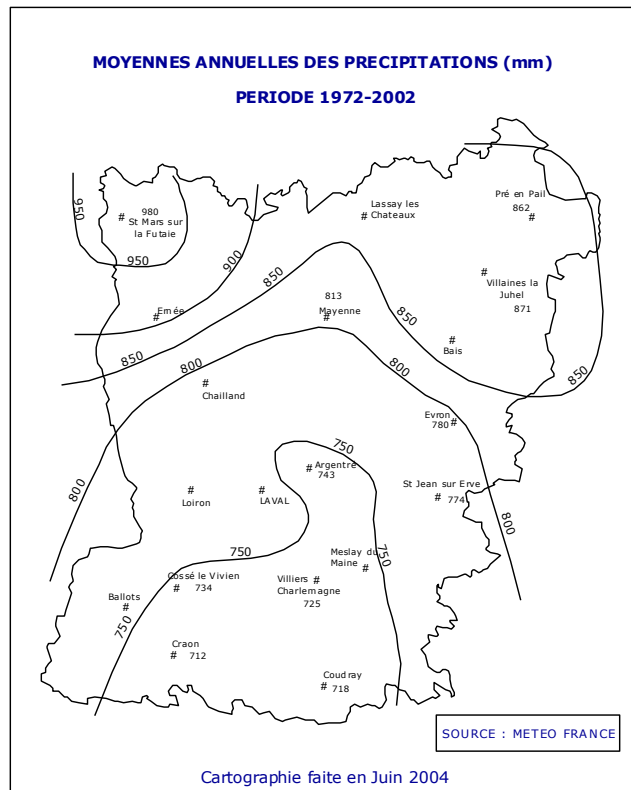 MOYENNES ANNUELLES DES PRECIPITATIONS (mm)
PERIODE 1972-2002
950
980
# St Mars sur
la Futaie
950
900
Lassay les
# Chateaux
Pré en Pail
862
#
850
#
Villaines la
Juhel
871
813
Mayenne
#
Ernée
#
850
850
#
Bais
850
800
#
Chailland
800
Evron
780 #
750
# Argentré
743
800
#
Loiron
#
LAVAL
St Jean sur Erve
# 774
800
750
Meslay du
Maine #
750
Cossé le Vivien
# 734
Villiers #
Charlemagne
725
Ballots
#
750
Craon
# 712
Coudray
# 718
SOURCE : METEO FRANCE
Cartographie faite en Juin 2004